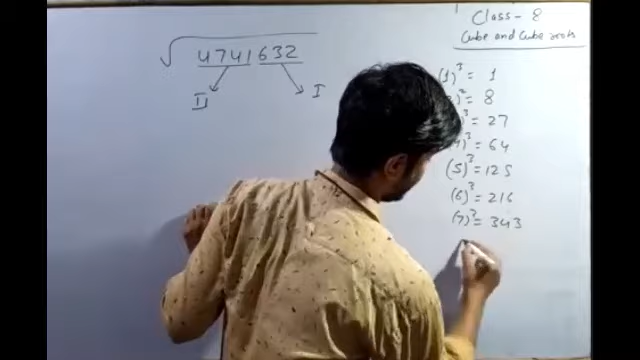 Class - 8
Cube and Cube roots
√4741632
II I
(1)³ = 1
= 8
= 27
= 64
(5)³ = 125
(6)³ = 216
(7)³ = 343